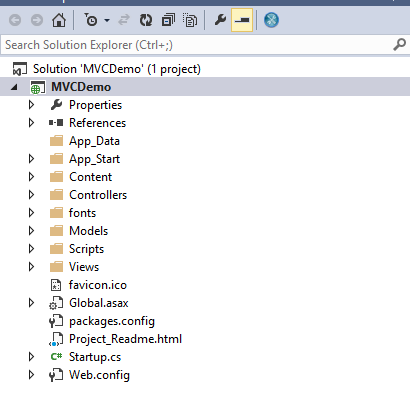 Search Solution Explorer (Ctrl+;)
Solution 'MVCDemo' (1 project)
MVCDemo
Properties
References
App_Data
App_Start
Content
Controllers
fonts
Models
Scripts
Views
favicon.ico
Global.asax
packages.config
Project_Readme.html
Startup.cs
Web.config